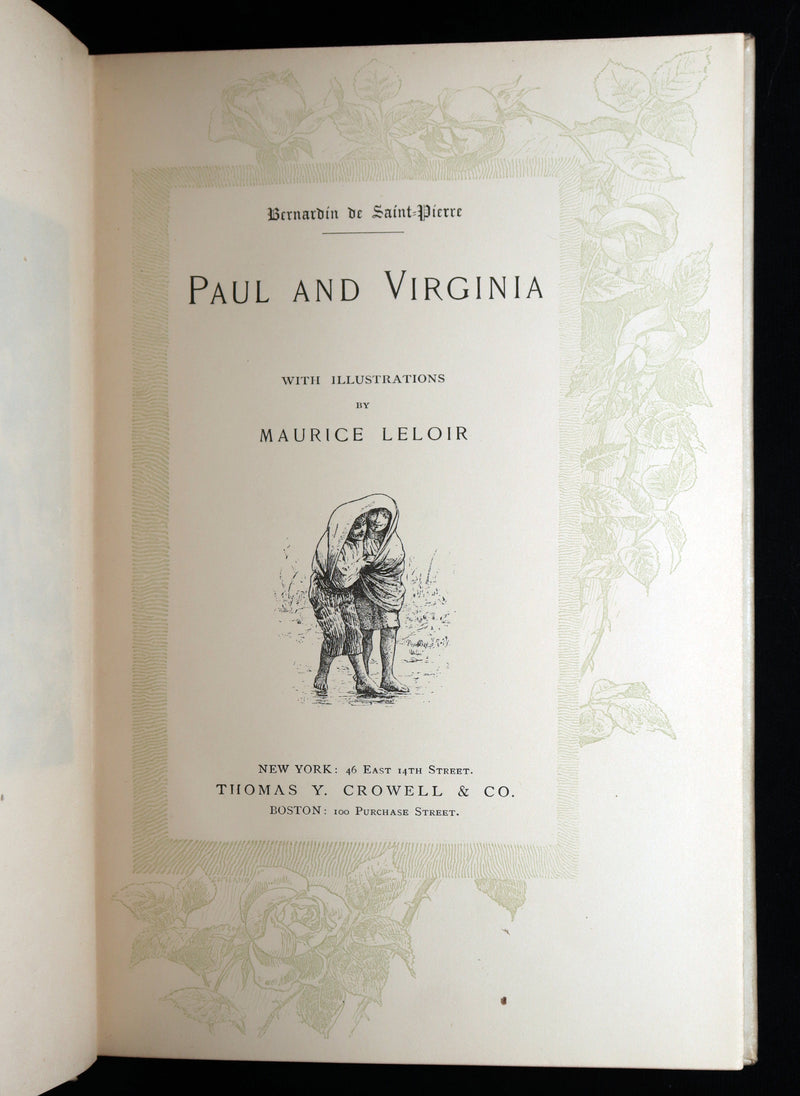 Bernardin de Saint-Pierre
PAUL AND VIRGINIA
WITH ILLUSTRATIONS
BY
MAURICE LELOIR
NEW YORK: 46 EAST 14TH STREET.
THOMAS Y. CROWELL & CO.
BOSTON: 100 PURCHASE STREET.